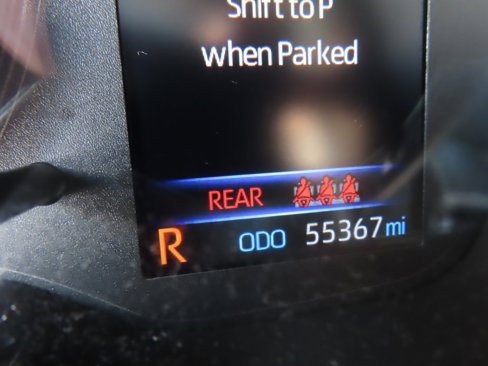 Shift to P
when Parked
REAR
R ODO 55367 mi